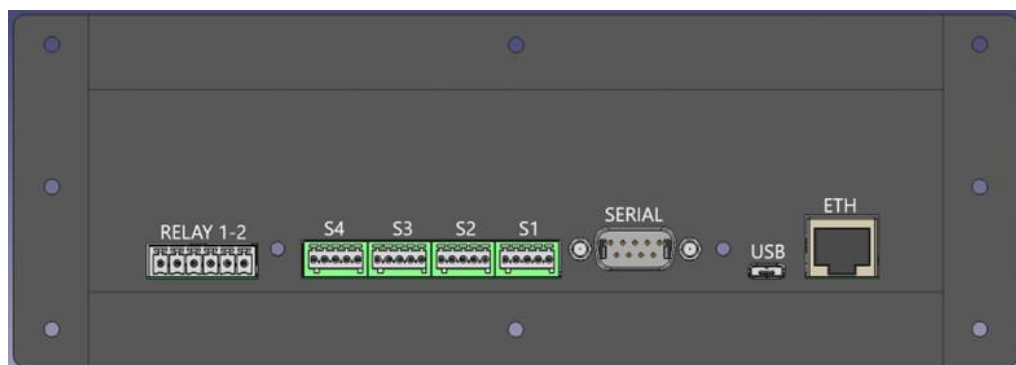 RELAY 1-2
S4
S3
S2
S1
SERIAL
USB
ETH